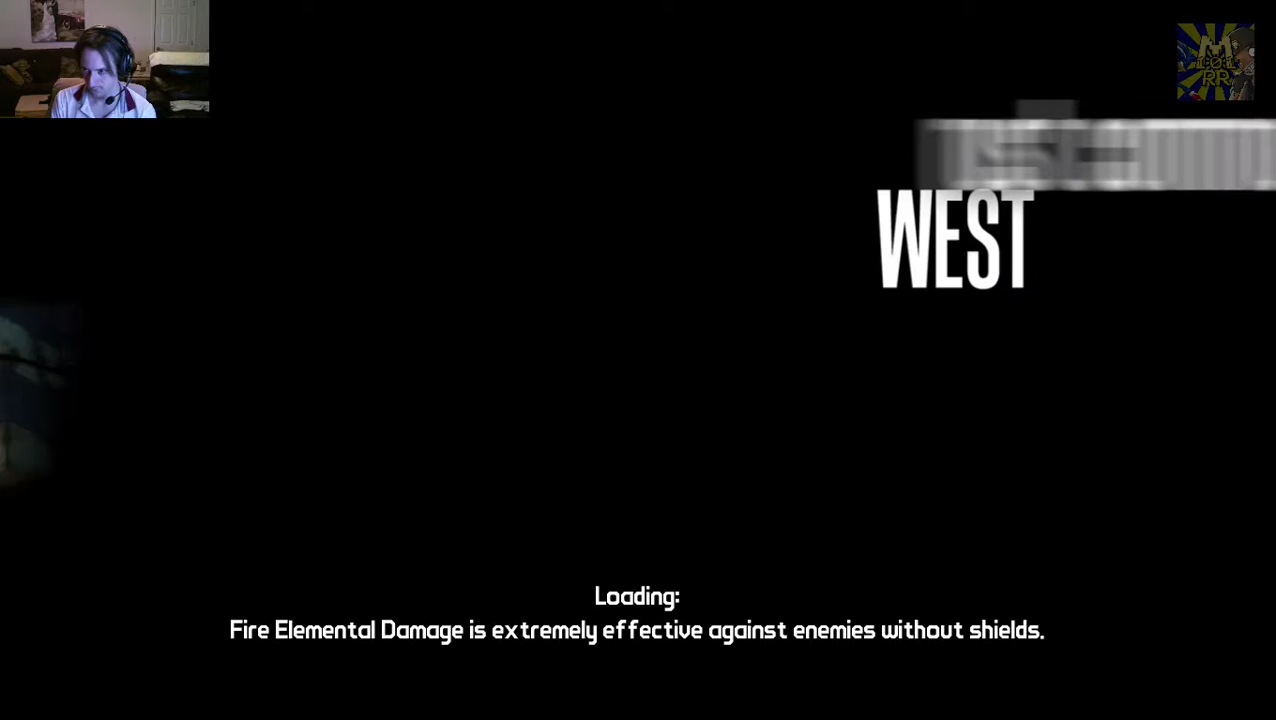 WEST
Loading:
Fire Elemental Damage is extremely effective against enemies without shields.